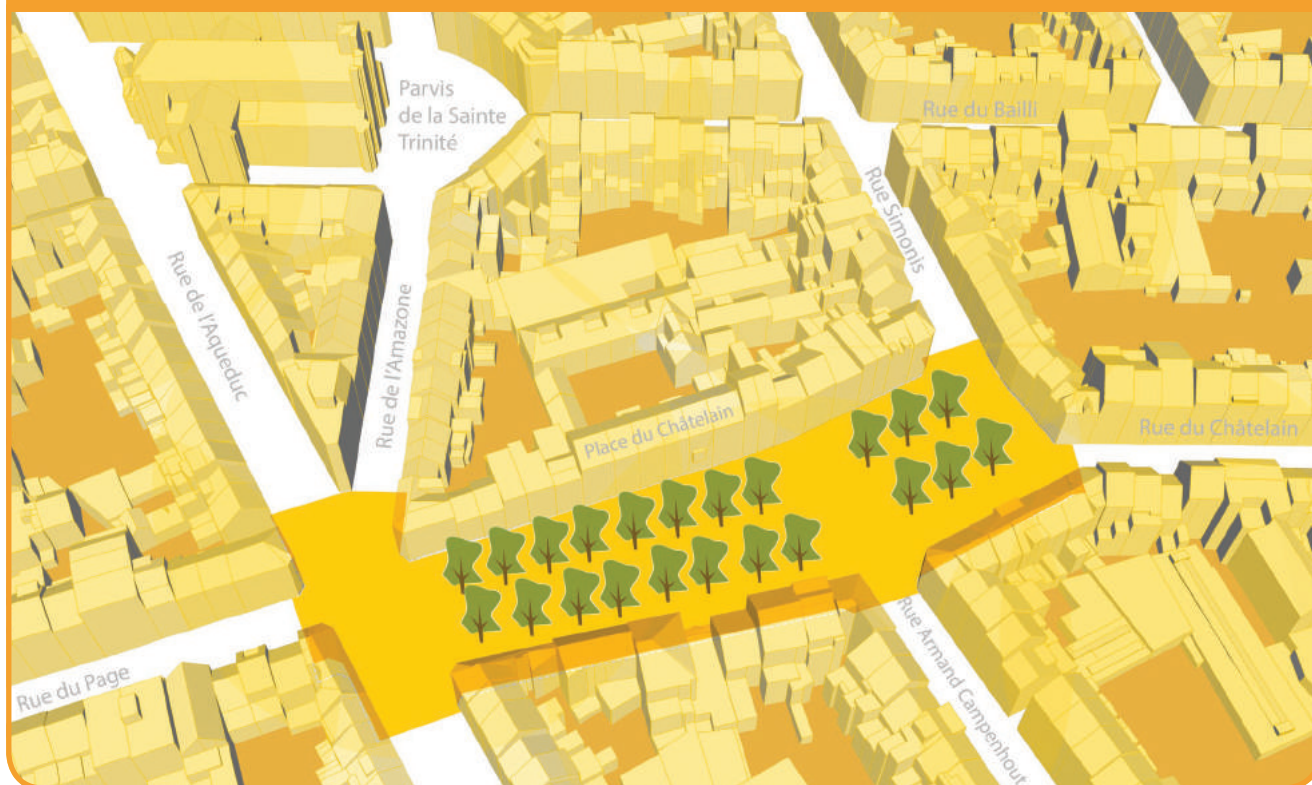 Parvis
de la Sainte
Trinité
Rue du Bailli
Rue Simonis
Rue de l'Aqueduc
Rue de l'Amazone
Place du Châtelain
Rue du Châtelain
Rue du Page
Rue Armand Campenhout